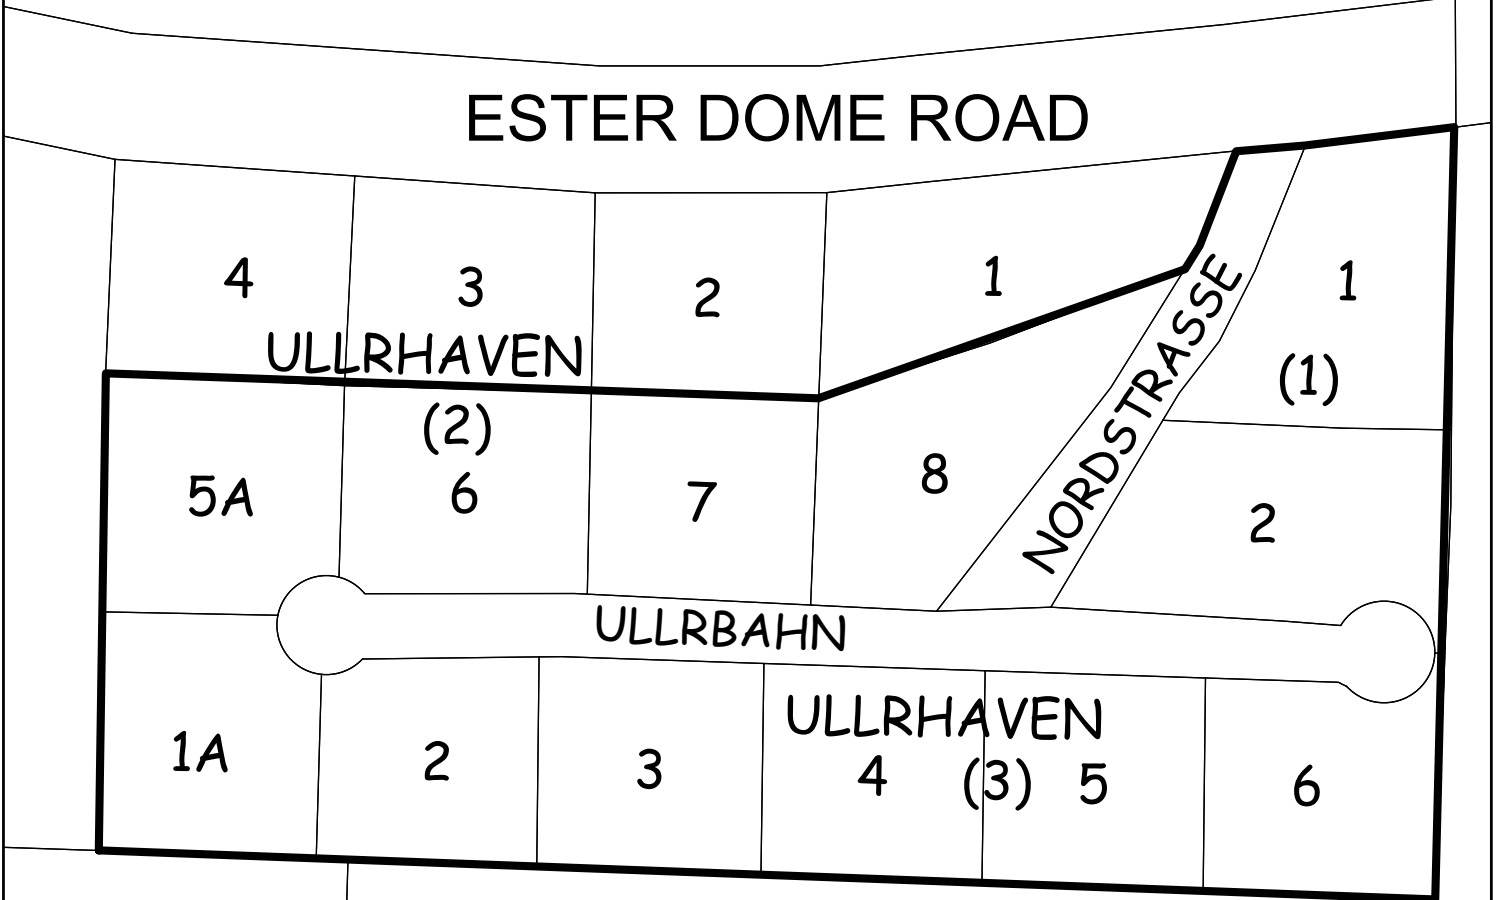 ESTER DOME ROAD
4
3
2
1
1
ULLRHAVEN
(2)
(1)
5A
6
7
8
NORDSTRASSE
2
ULLRBAHN
ULLRHAVEN
(3)
1A
2
3
4
5
6